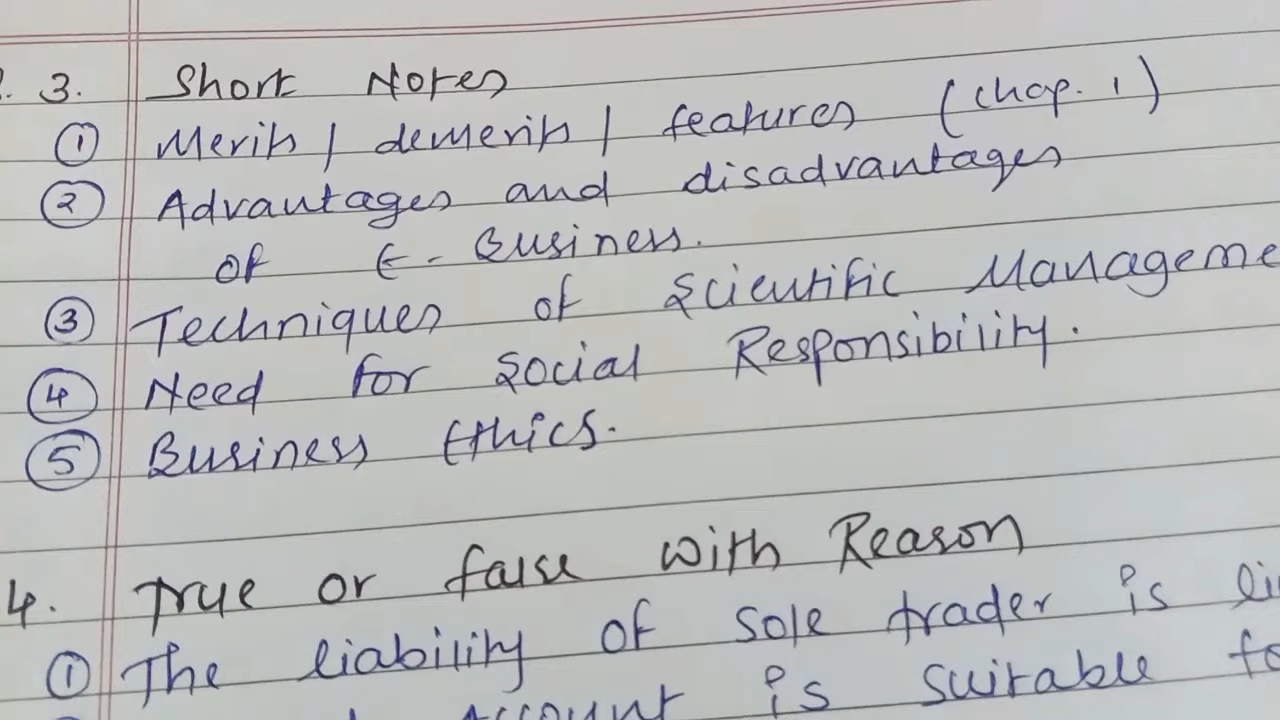 3. Short Notes
① Merits / demerits / features (chap. 1)
② Advantages and disadvantages
of E-Business.
③ Techniques of Scientific Manageme
④ Need for Social Responsibility.
⑤ Business Ethics.
4. True or false with Reason
① The liability of sole trader is li
Account is suitable fo